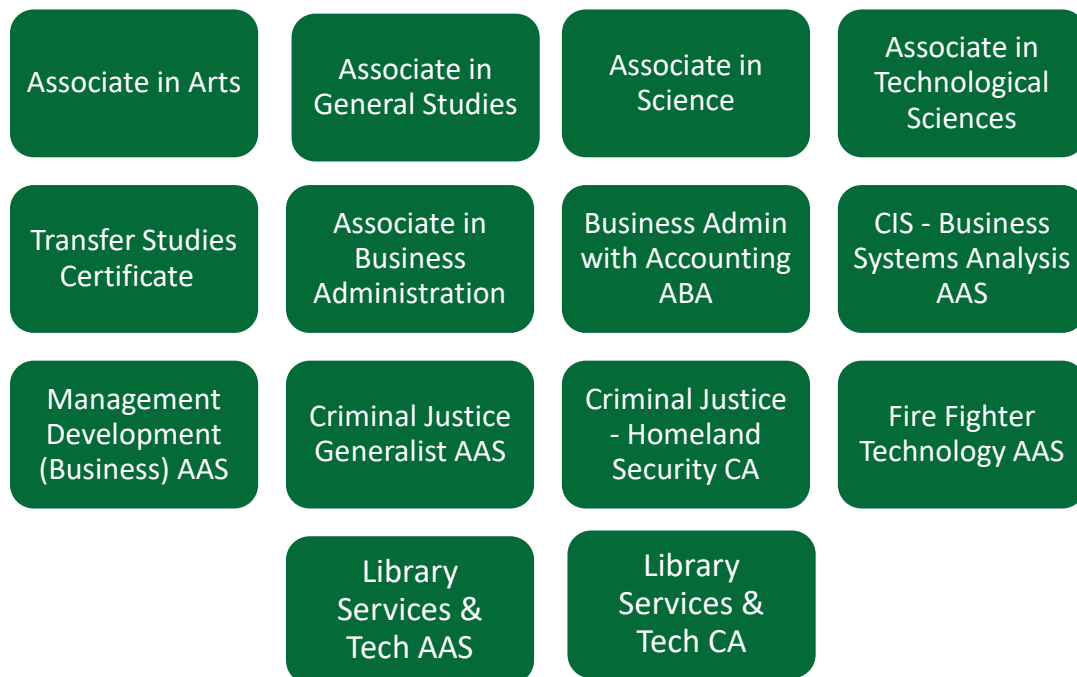 Associate in Arts
Associate in
General Studies
Associate in
Science
Associate in
Technological
Sciences
Transfer Studies
Certificate
Associate in
Business
Administration
Business Admin
with Accounting
ABA
CIS - Business
Systems Analysis
AAS
Management
Development
(Business) AAS
Criminal Justice
Generalist AAS
Criminal Justice
- Homeland
Security CA
Fire Fighter
Technology AAS
Library
Services &
Tech AAS
Library
Services &
Tech CA